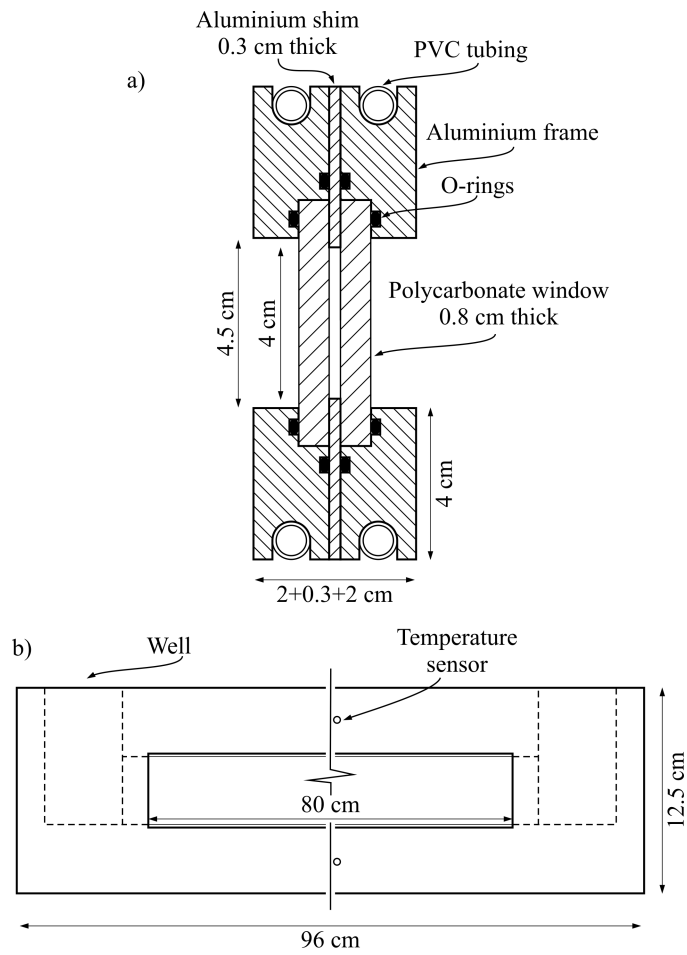 Aluminium shim
0.3 cm thick
PVC tubing
a)
Aluminium frame
O-rings
Polycarbonate window
0.8 cm thick
4.5 cm
4 cm
4 cm
2+0.3+2 cm
b)
Well
Temperature
sensor
80 cm
12.5 cm
96 cm